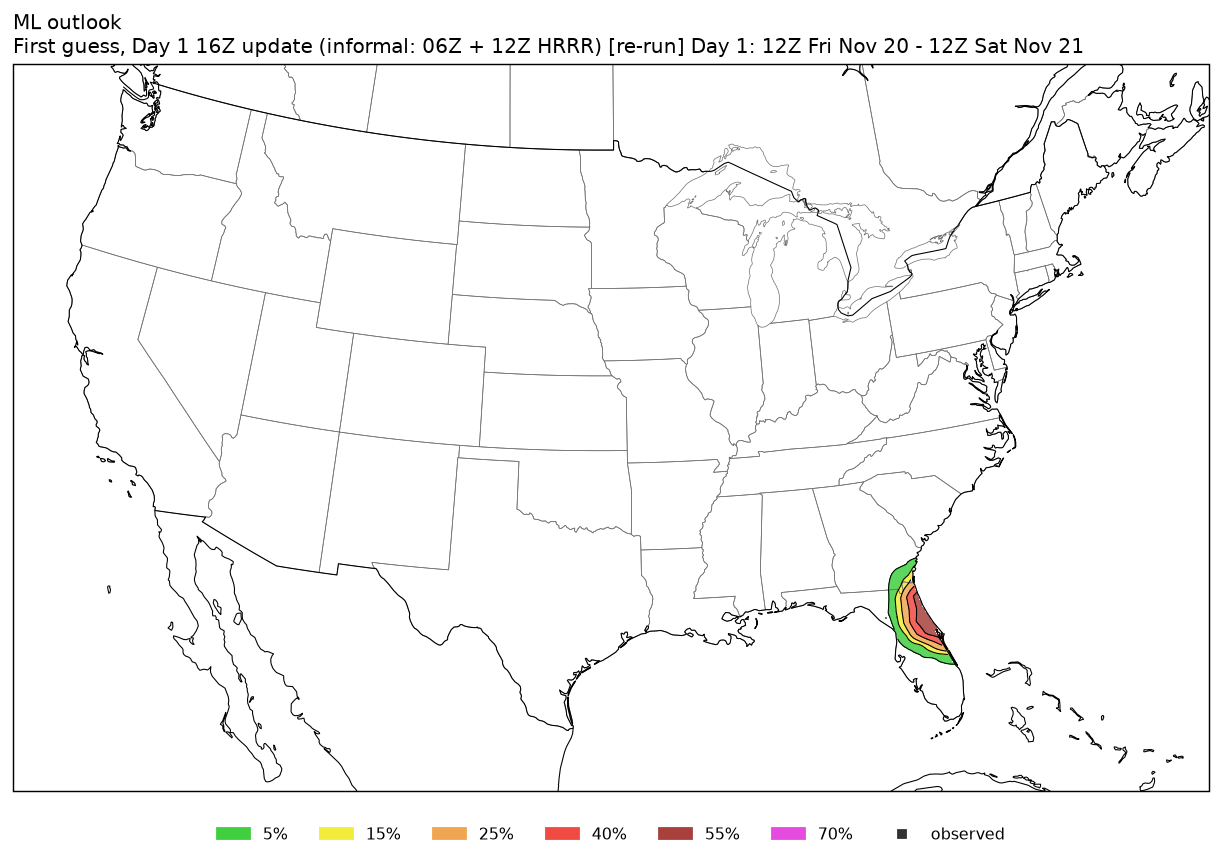 ML outlook
First guess, Day 1 16Z update (informal: 06Z + 12Z HRRR) [re-run] Day 1: 12Z Fri Nov 20 - 12Z Sat Nov 21
5% 15% 25% 40% 55% 70% observed